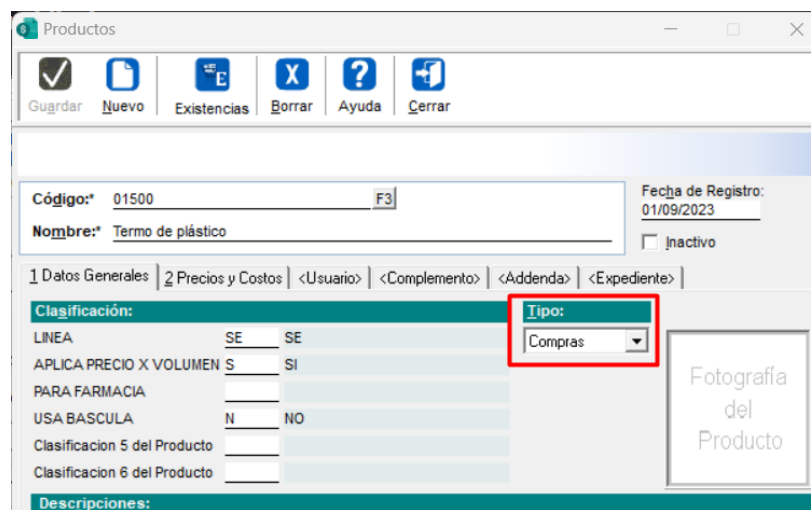 Productos
Guardar Nuevo Existencias Borrar Ayuda Cerrar
Código:* 01500 F3
Fecha de Registro:
01/09/2023
Nombre:* Termo de plástico
Inactivo
1 Datos Generales 2 Precios y Costos <Usuario> <Complemento> <Addenda> <Expediente>
Clasificación: Tipo:
LINEA SE SE Compras
APLICA PRECIO X VOLUMEN S SI
PARA FARMACIA
USA BASCULA N NO
Clasificacion 5 del Producto
Clasificacion 6 del Producto
Fotografía
del
Producto
Descripciones: